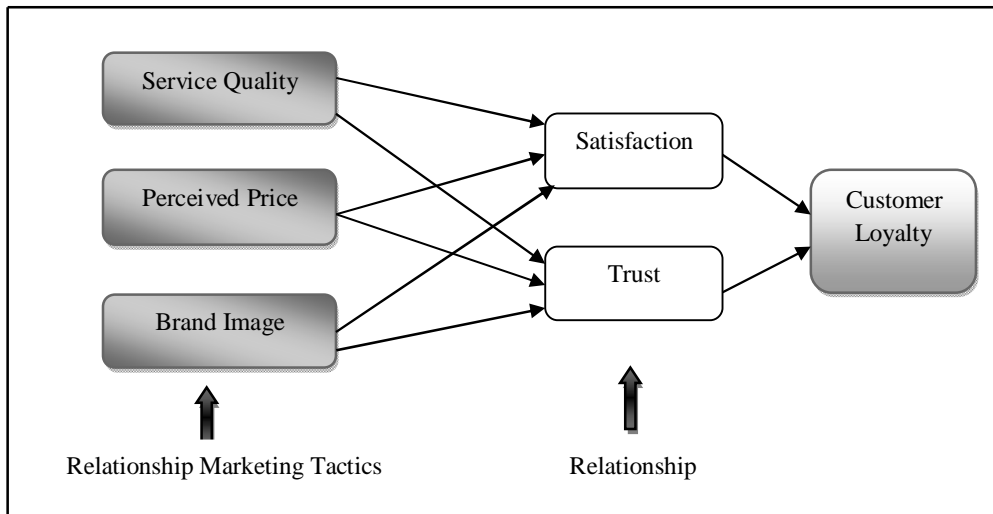 Service Quality
Perceived Price
Brand Image
Satisfaction
Trust
Customer
Loyalty
Relationship Marketing Tactics
Relationship